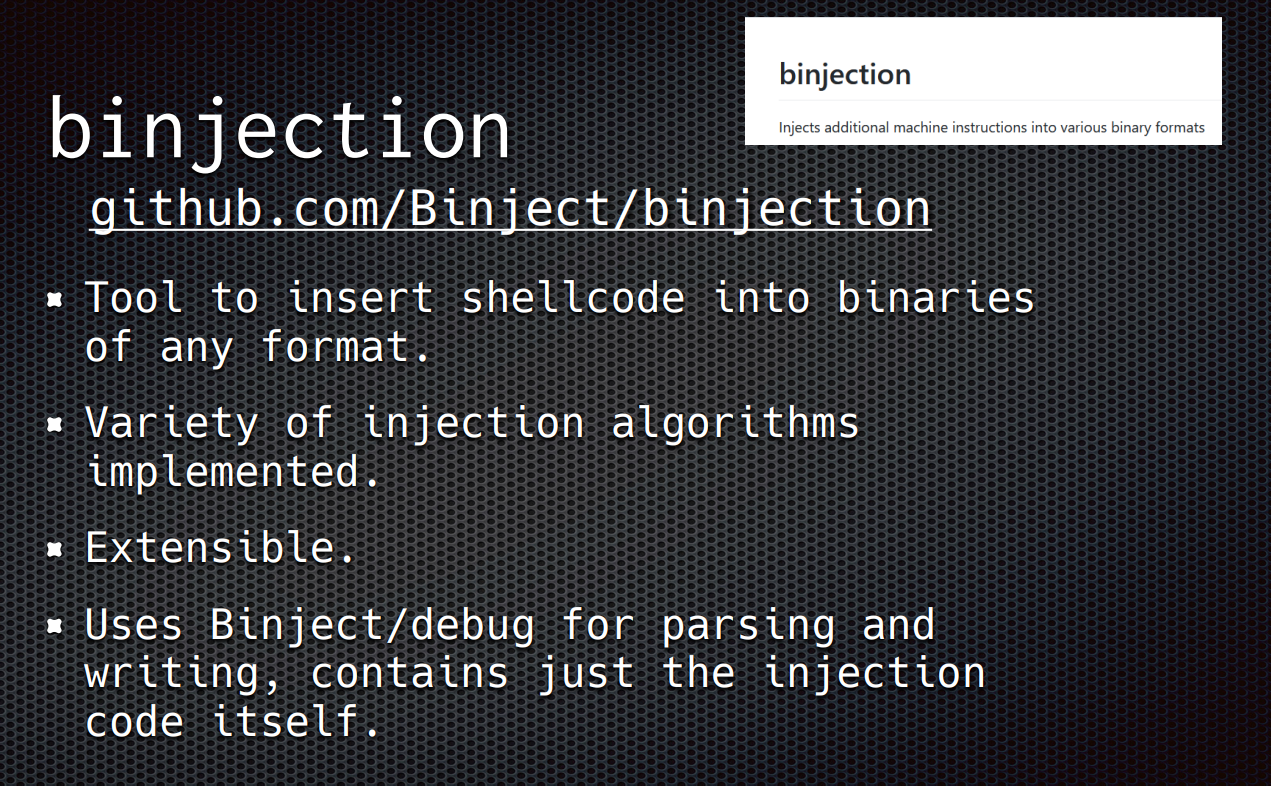 binjection
Injects additional machine instructions into various binary formats
binjection
github.com/Binject/binjection
Tool to insert shellcode into binaries
of any format.
Variety of injection algorithms
implemented.
Extensible.
Uses Binject/debug for parsing and
writing, contains just the injection
code itself.